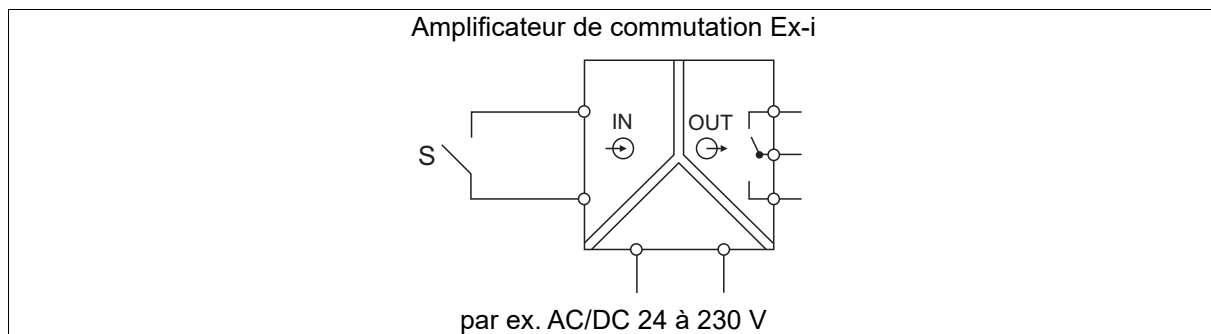 Amplificateur de commutation Ex-i
IN
OUT
S
par ex. AC/DC 24 à 230 V